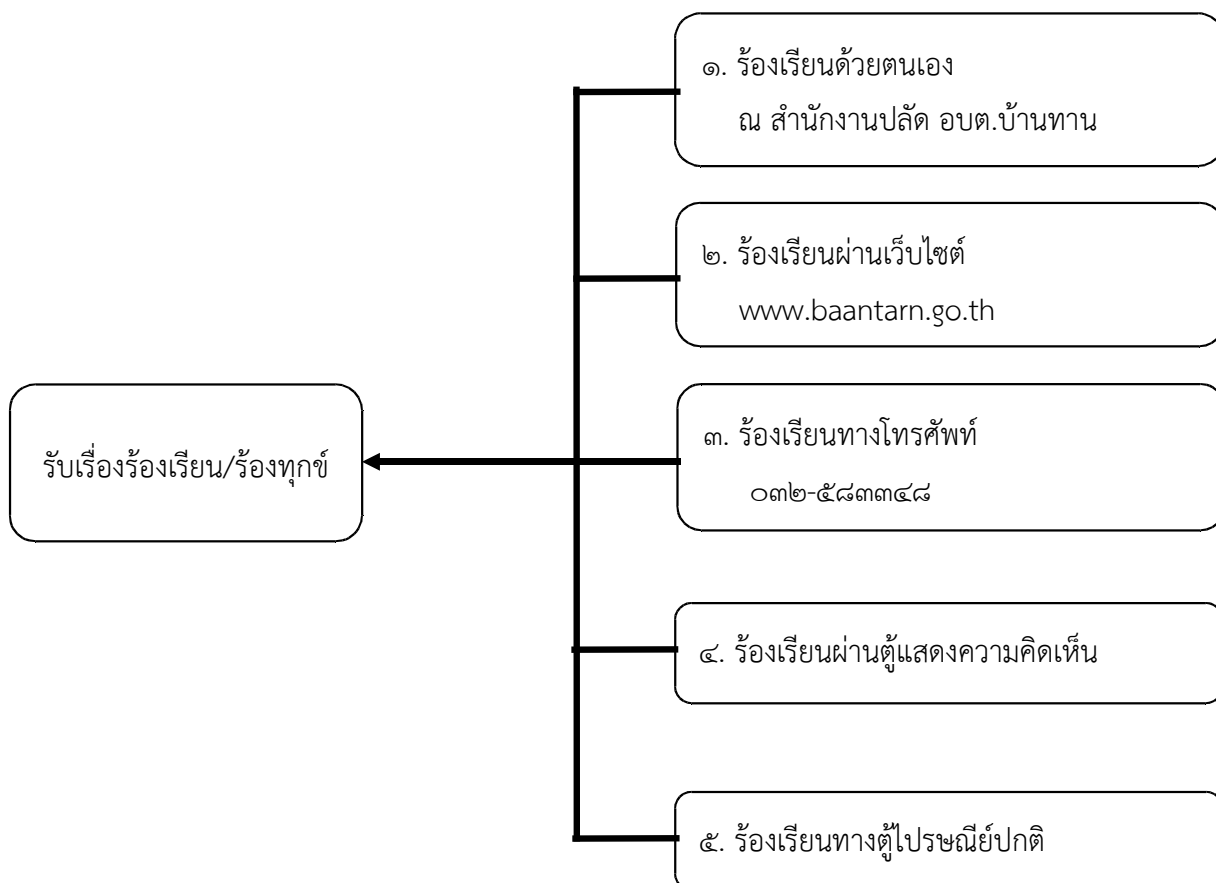 ๑. ร้องเรียนด้วยตนเอง
ณ สำนักงานปลัด อบต.บ้านทาน
๒. ร้องเรียนผ่านเว็บไซต์
www.baantarn.go.th
รับเรื่องร้องเรียน/ร้องทุกข์
๓. ร้องเรียนทางโทรศัพท์
๐๓๒-๕๘๓๓๔๘
๔. ร้องเรียนผ่านตู้แสดงความคิดเห็น
๕. ร้องเรียนทางตู้ไปรษณีย์ปกติ